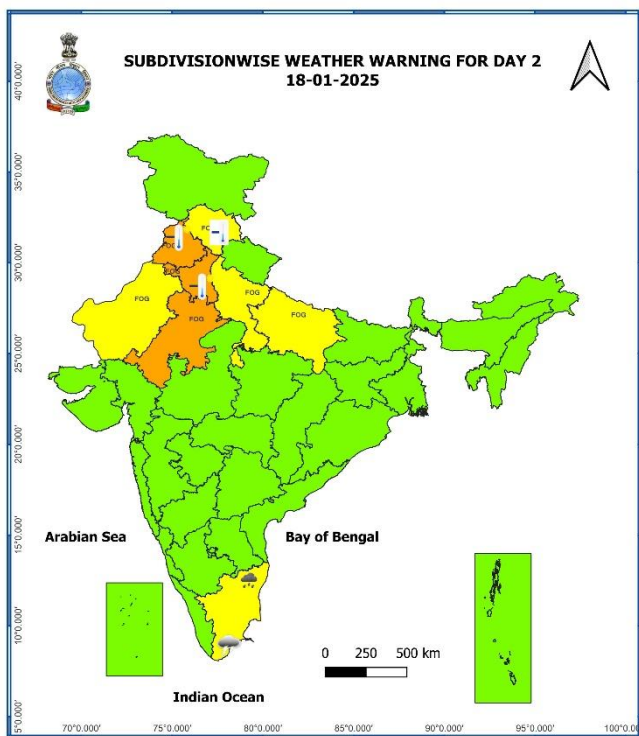 SUBDIVISIONWISE WEATHER WARNING FOR DAY 2
18-01-2025
40°0.000'
35°0.000'
30°0.000'
25°0.000'
20°0.000'
15°0.000'
10°0.000'
5°0.000'
FOG
FOG
FOG
FOG
FOG
Arabian Sea
Bay of Bengal
Indian Ocean
0 250 500 km
70°0.000' 75°0.000' 80°0.000' 85°0.000' 90°0.000' 95°0.000' 100°0.000'